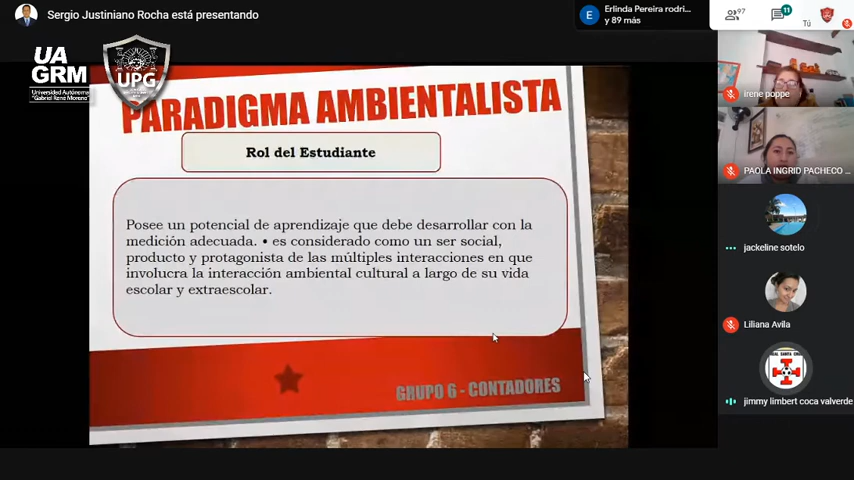 Sergio Justiniano Rocha está presentando
Erlinda Pereira rodri...
y 89 más
E
97
11
Tú
UA
GRM
Universidad Autónoma
"Gabriel René Moreno"
UPG
PARADIGMA AMBIENTALISTA
Rol del Estudiante
Posee un potencial de aprendizaje que debe desarrollar con la
medición adecuada. • es considerado como un ser social,
producto y protagonista de las múltiples interacciones en que
involucra la interacción ambiental cultural a largo de su vida
escolar y extraescolar.
GRUPO 6 - CONTADORES
irene poppe
PAOLA INGRID PACHECO ...
jackeline sotelo
Liliana Avila
jimmy limbert coca valverde